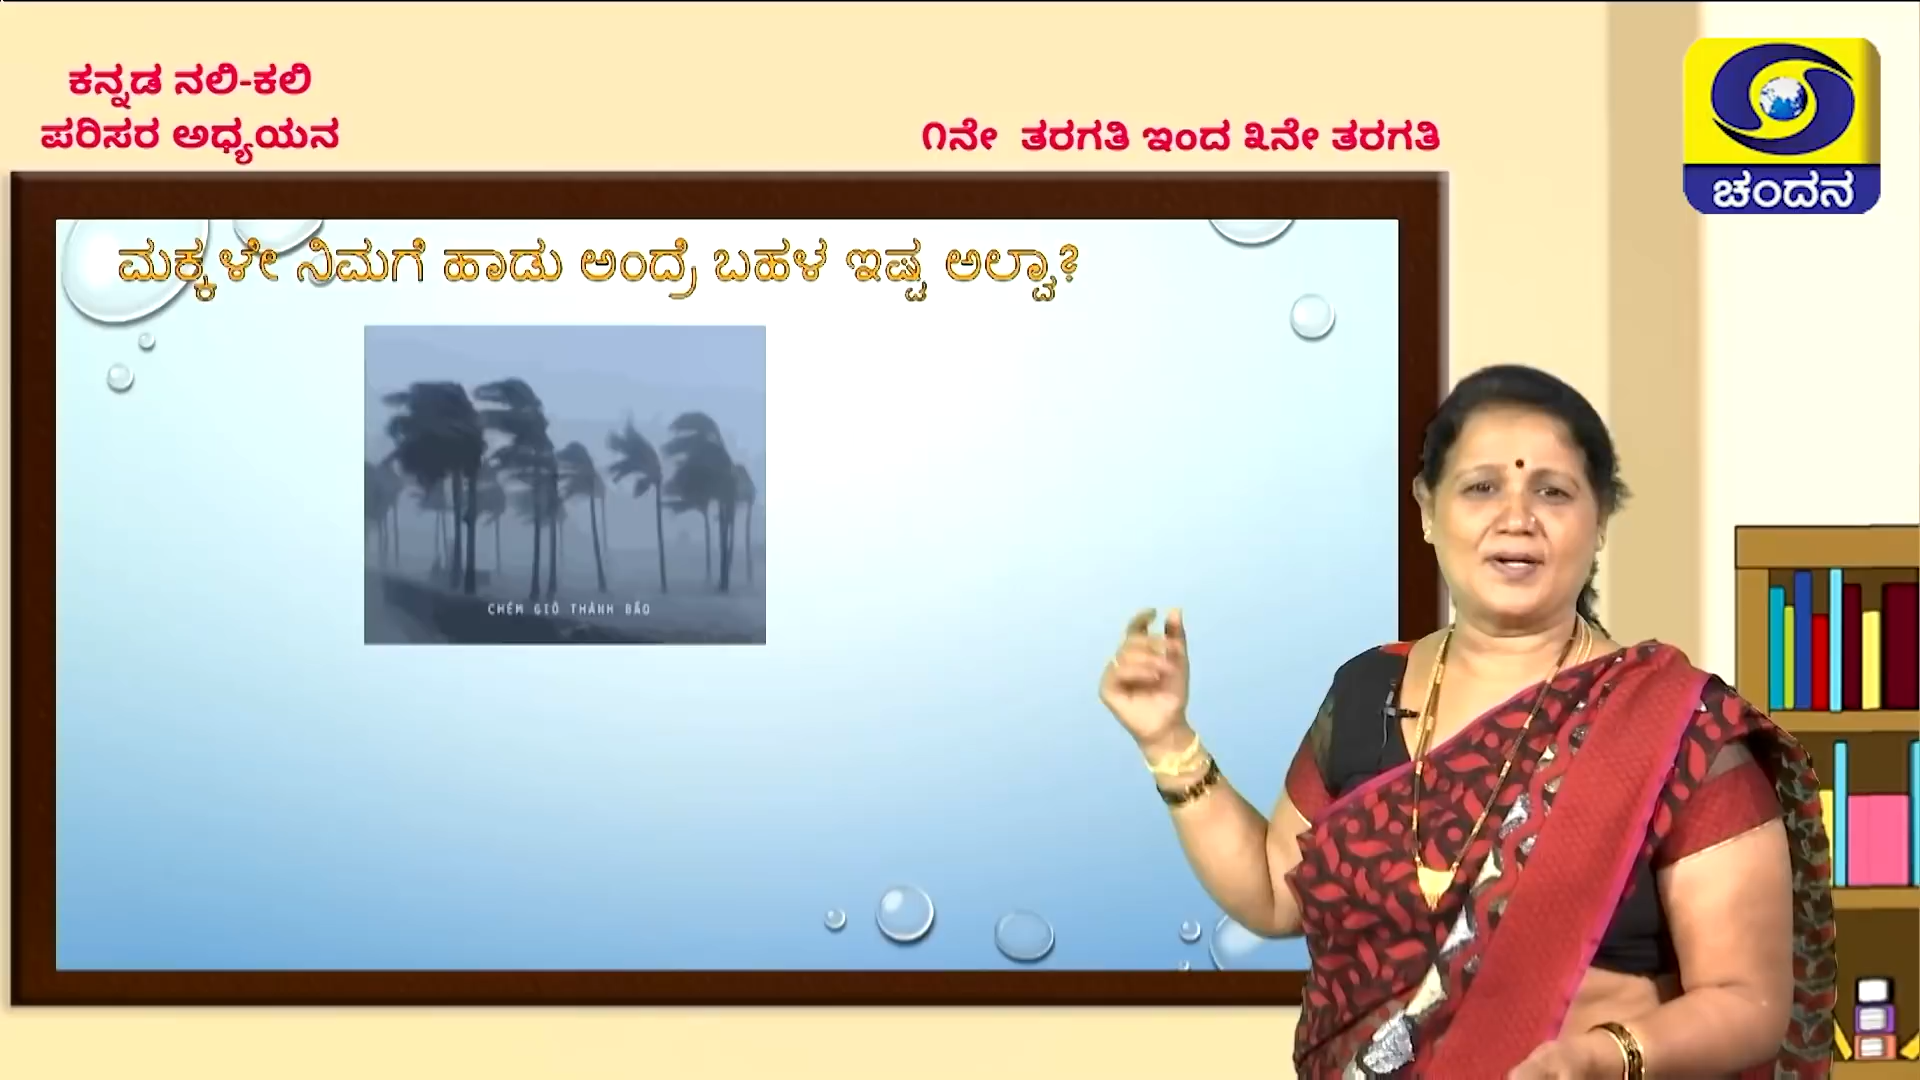 ಕನ್ನಡ ನಲಿ-ಕಲಿ
ಪರಿಸರ ಅಧ್ಯಯನ
೧ನೇ ತರಗತಿ ಇಂದ ೩ನೇ ತರಗತಿ
ಚಂದನ
ಮಕ್ಕಳೇ ನಿಮಗೆ ಹಾಡು ಅಂದ್ರೆ ಬಹಳ ಇಷ್ಟ ಅಲ್ವಾ?
CHÉM GIÓ THÀNH BÃO